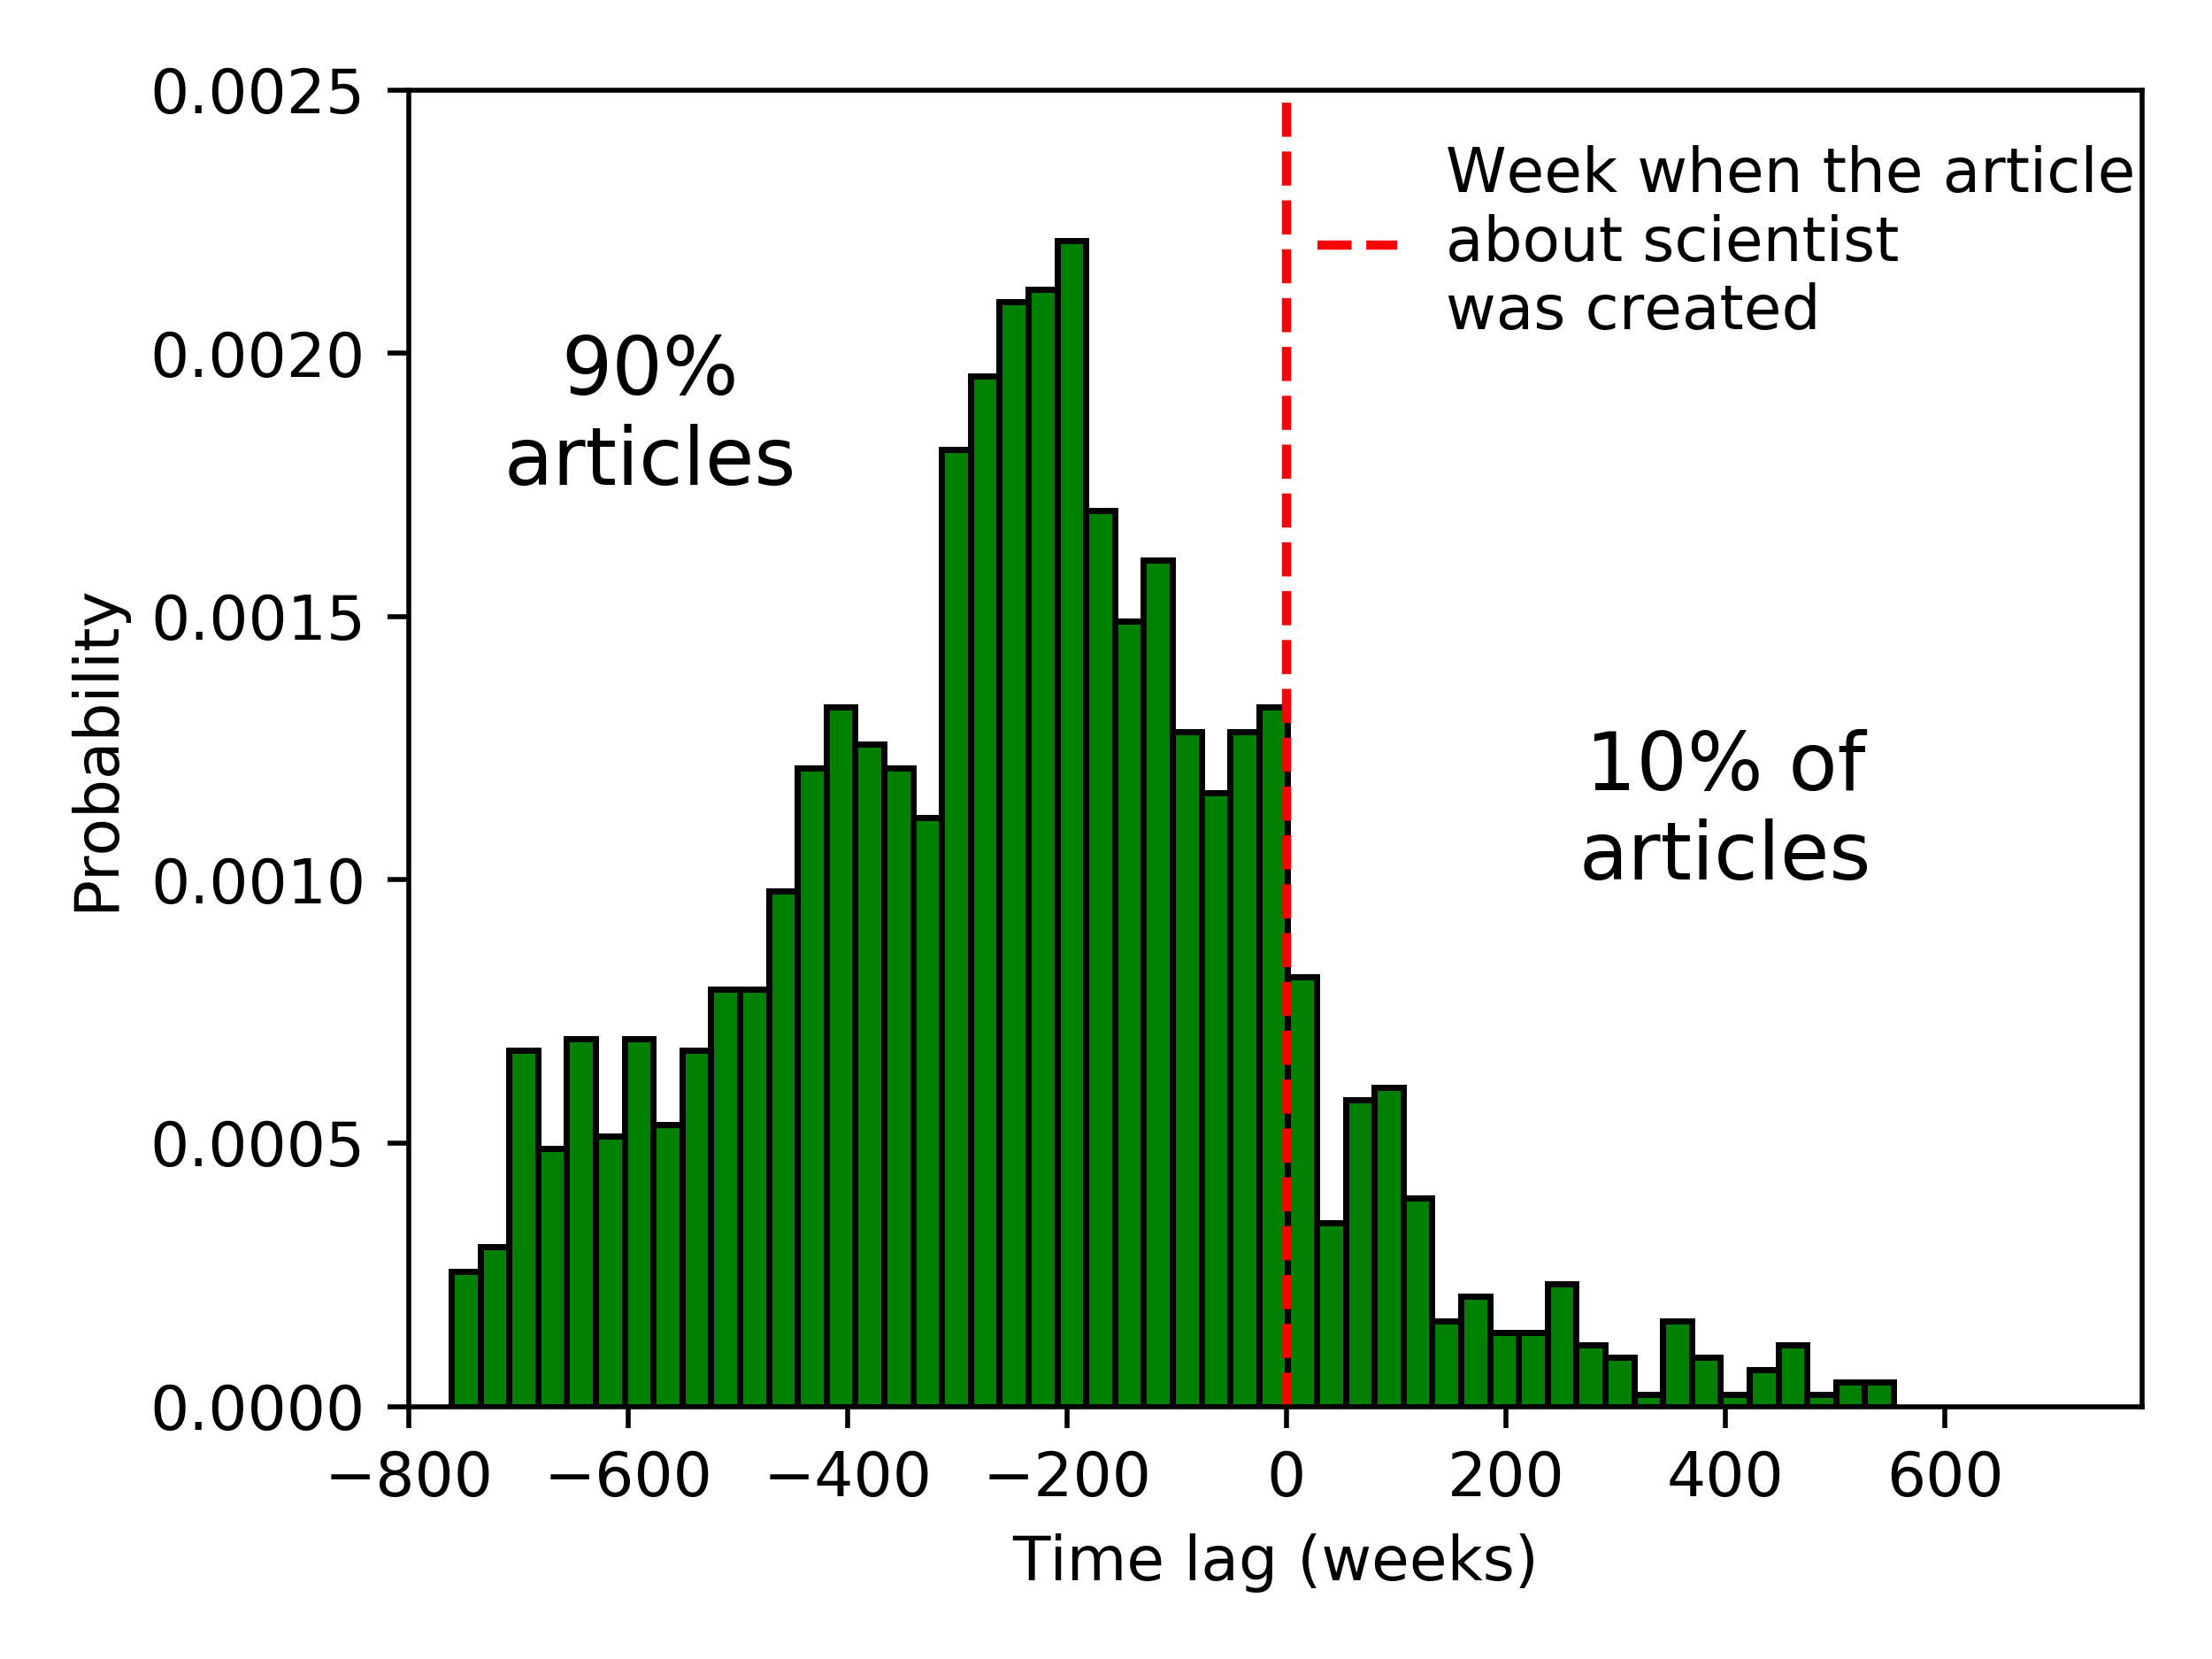 0.0025
0.0020
0.0015
0.0010
0.0005
0.0000
Probability
Week when the article
about scientist
was created
90%
articles
10% of
articles
−800 −600 −400 −200 0 200 400 600
Time lag (weeks)